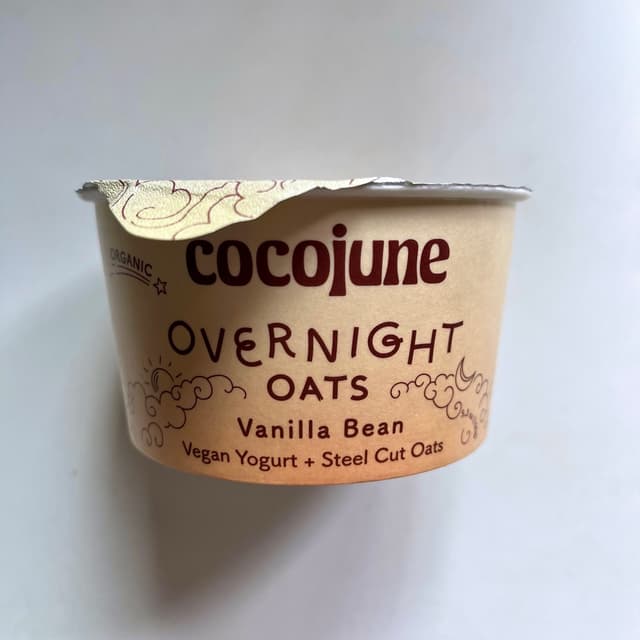 ORGANIC
cocojune
OVERNIGHT
OATS
Vanilla Bean
Vegan Yogurt + Steel Cut Oats